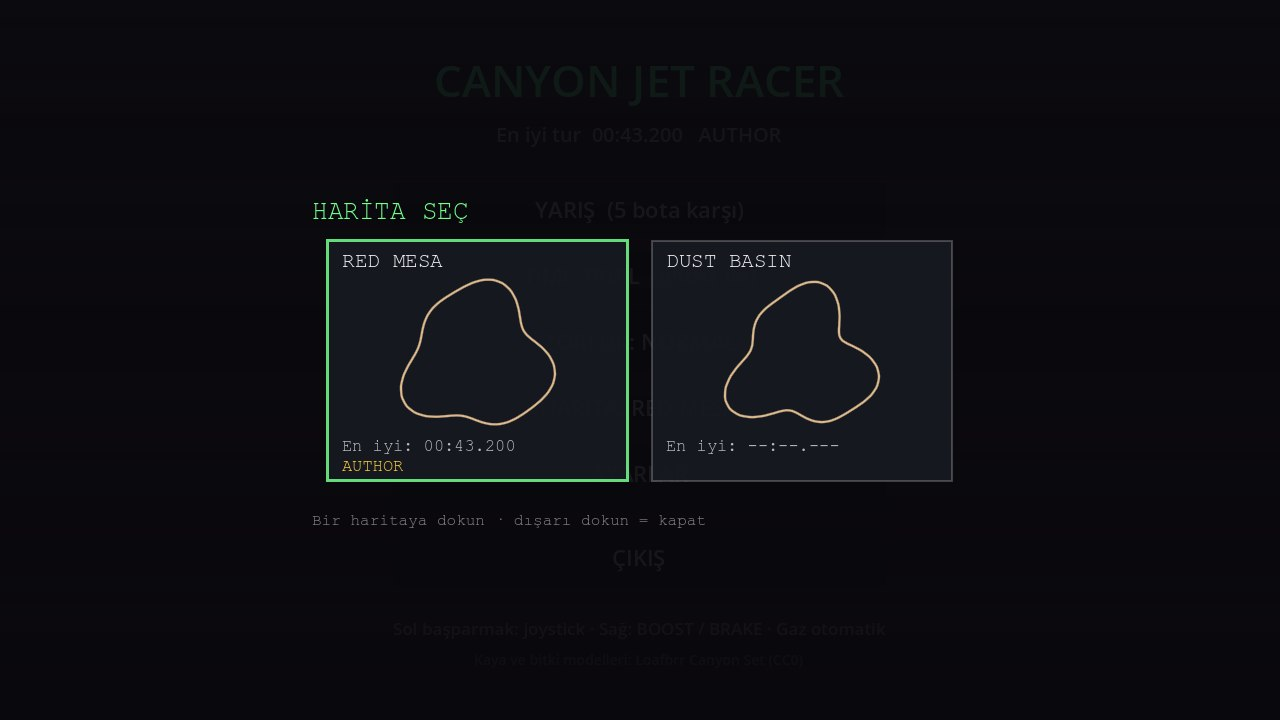 CANYON JET RACER
En iyi tur 00:43.200 AUTHOR
YARIŞ (5 bota karşı)
HARİTA SEÇ
RED MESA
DUST BASIN
En iyi: 00:43.200
En iyi: --:--.---
AUTHOR
Bir haritaya dokun · dışarı dokun = kapat
ÇIKIŞ
Sol başparmak: joystick · Sağ: BOOST / BRAKE · Gaz otomatik
Kaya ve bitki modelleri: Loafbrr Canyon Set (CC0)